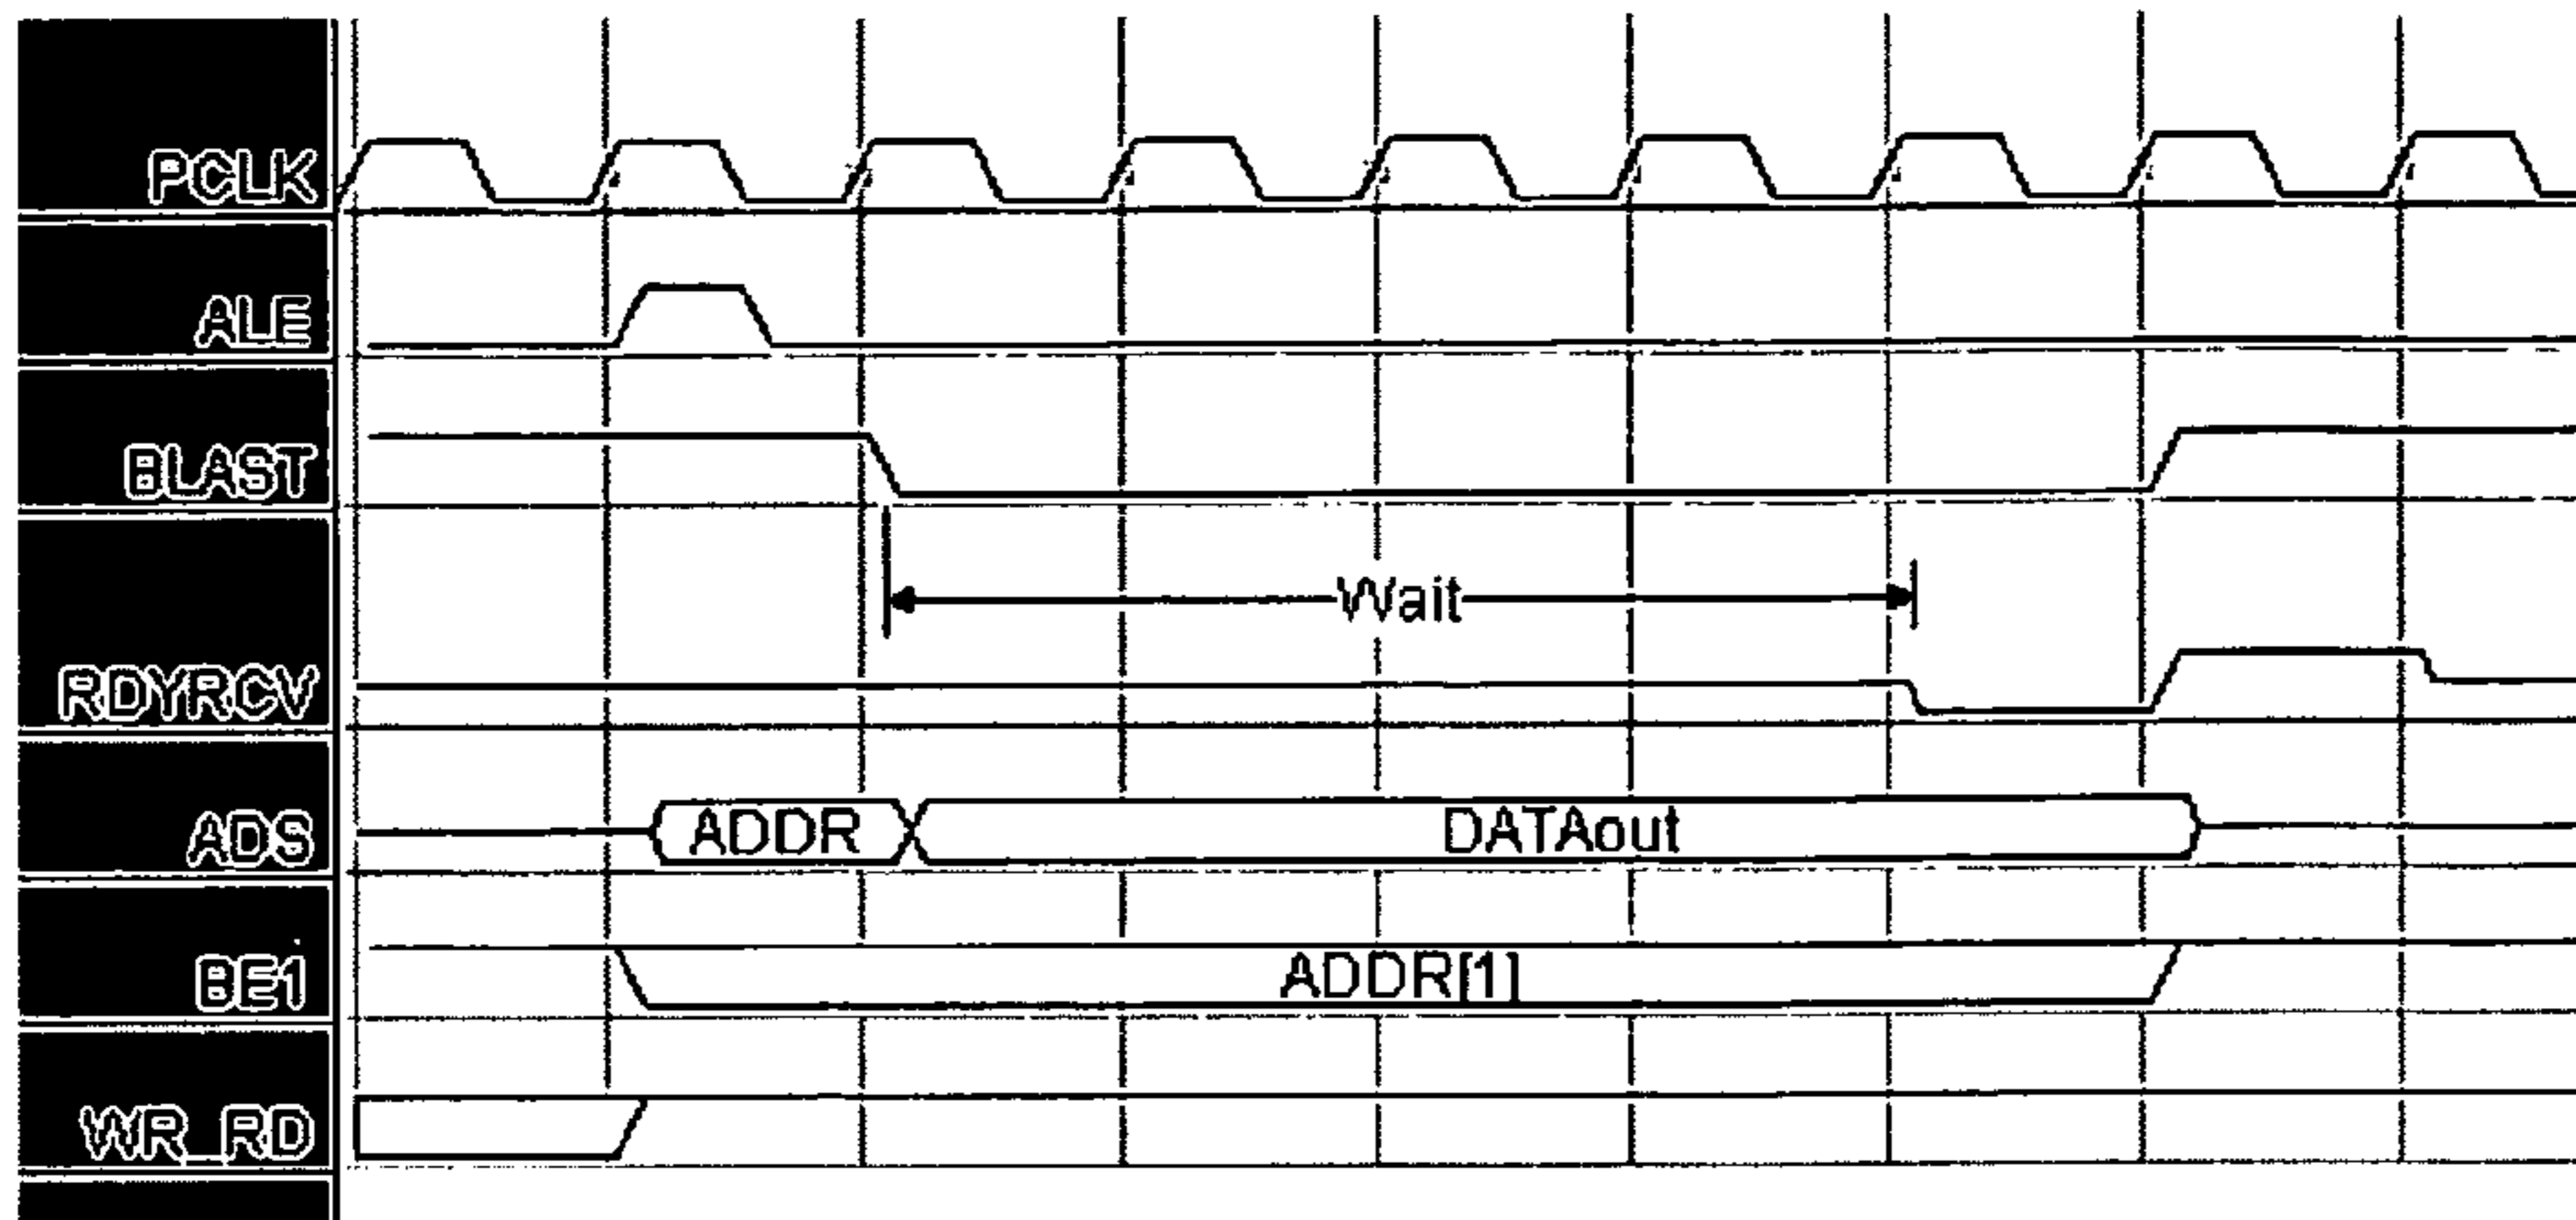 PCLK
ALE
BLAST
Wait
RDYRCV
ADS
ADDR
DATAout
BE1
ADDR[1]
WR_RD